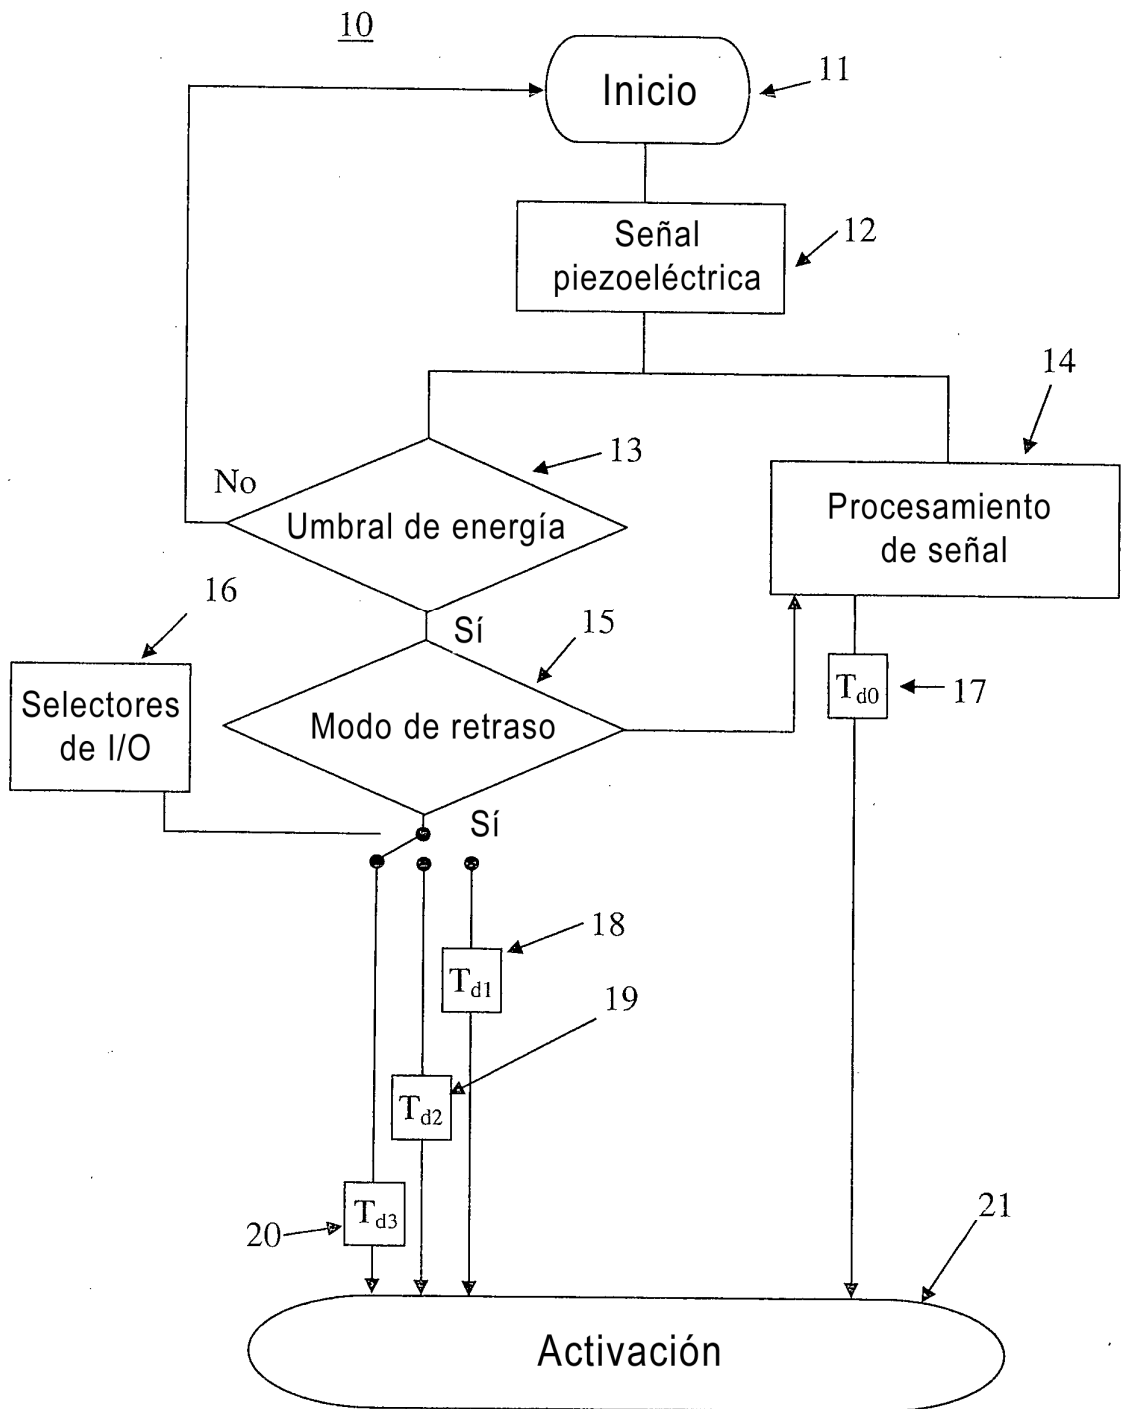 10
Inicio
11
Señal
piezoeléctrica
12
14
13
No
Umbral de energía
Procesamiento
de señal
16
Sí
15
Selectores
de I/O
Modo de retraso
Td0
17
Sí
18
Td1
19
Td2
20
Td3
21
Activación